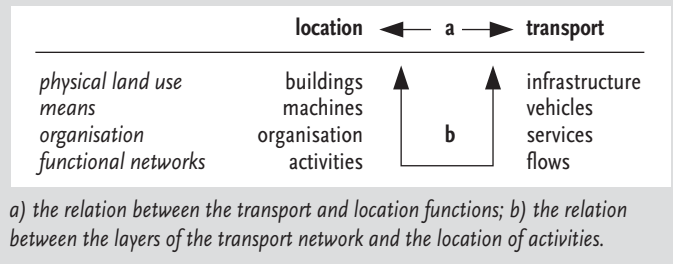 location a transport
physical land use buildings infrastructure
means machines vehicles
organisation organisation b services
functional networks activities flows
a) the relation between the transport and location functions; b) the relation
between the layers of the transport network and the location of activities.